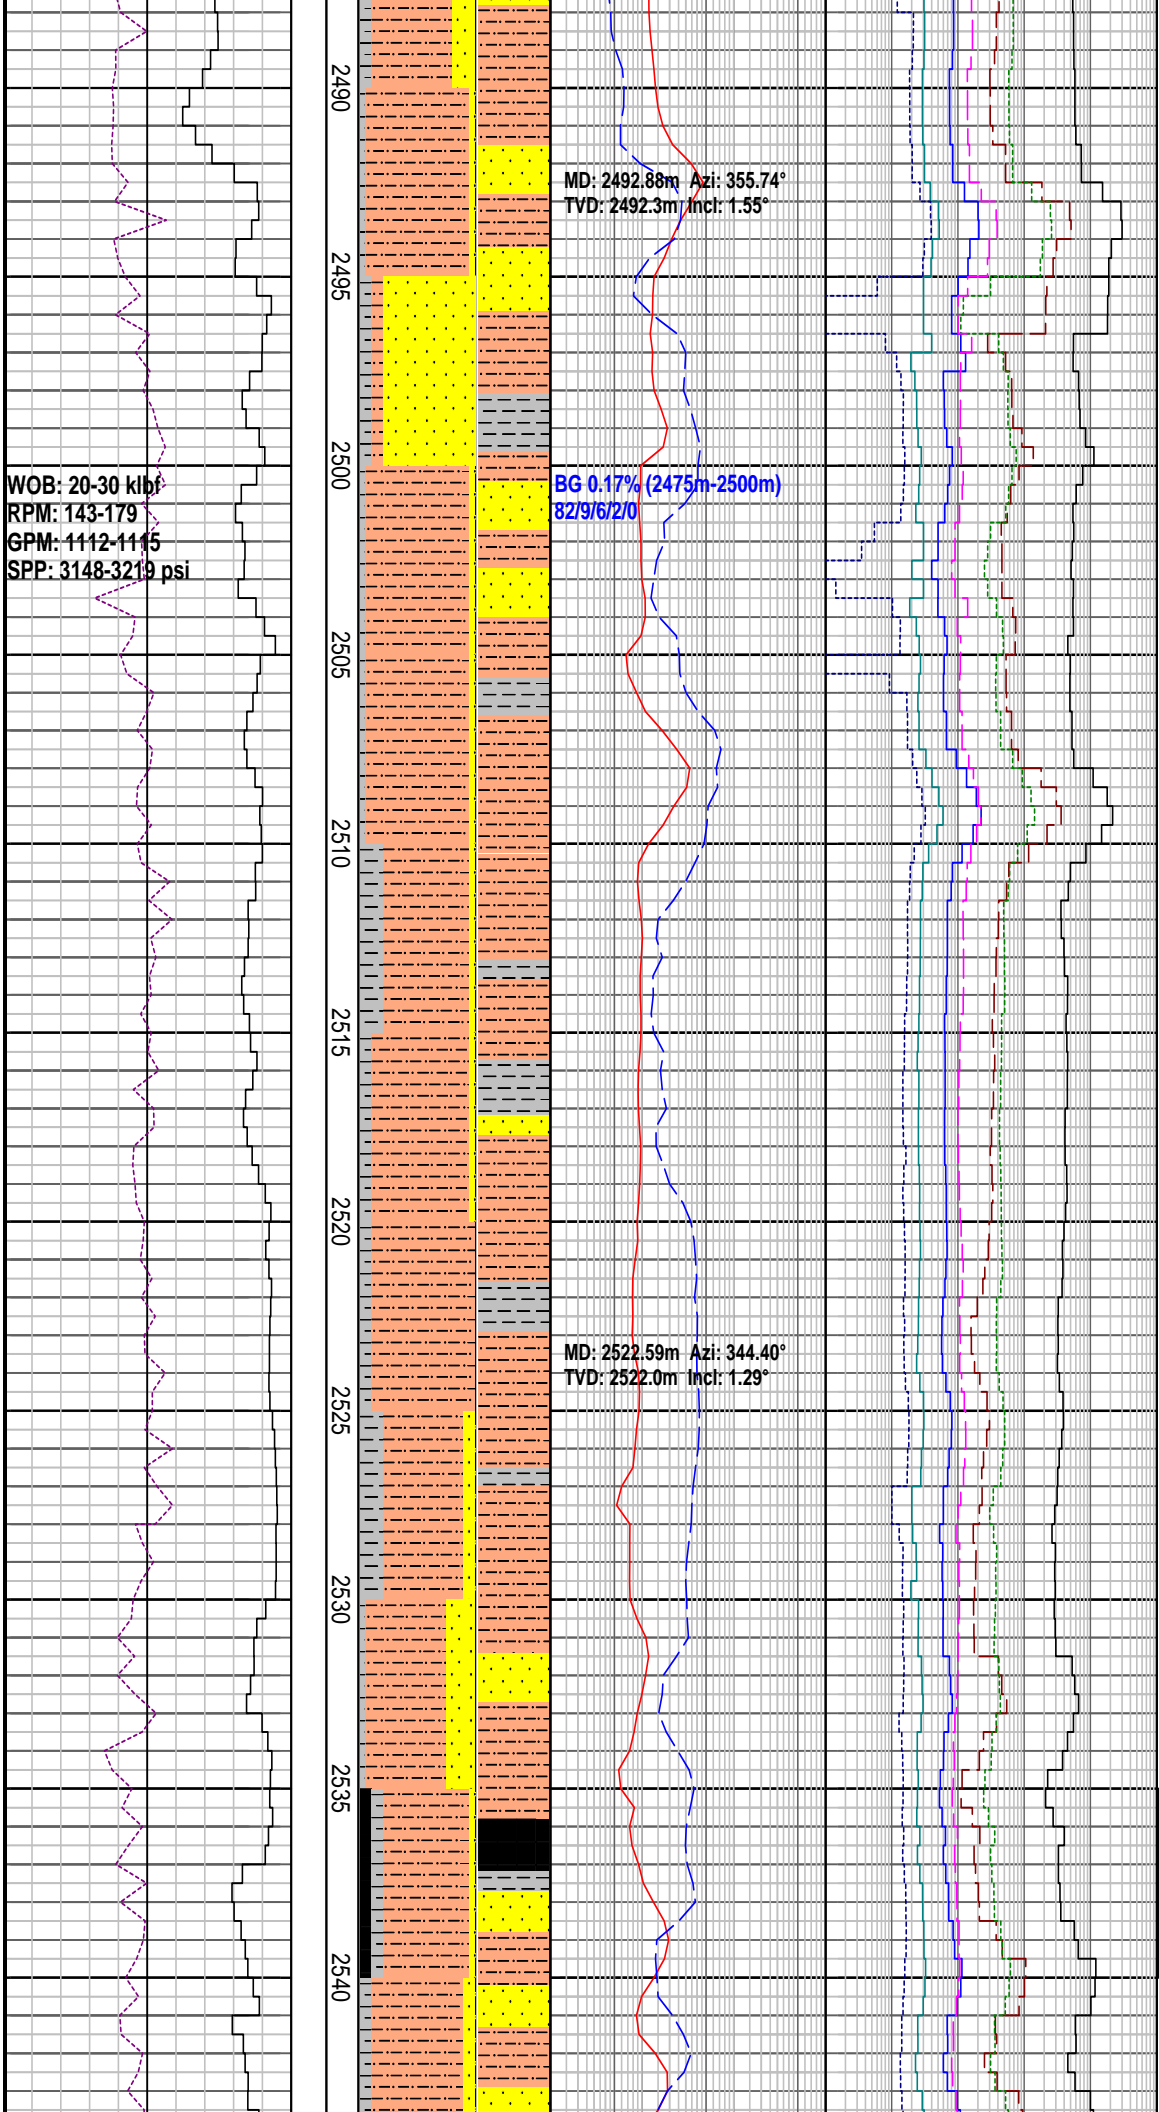 2490
MD: 2492.88m  Azi: 355.74°
TVD: 2492.3m  Incl: 1.55°
2495
2500
WOB: 20-30 klbf
RPM: 143-179
GPM: 1112-1115
SPP: 3148-3219 psi
BG 0.17% (2475m-2500m)
82/9/6/2/0
2505
2510
2515
2520
MD: 2522.59m  Azi: 344.40°
TVD: 2522.0m  Incl: 1.29°
2525
2530
2535
2540